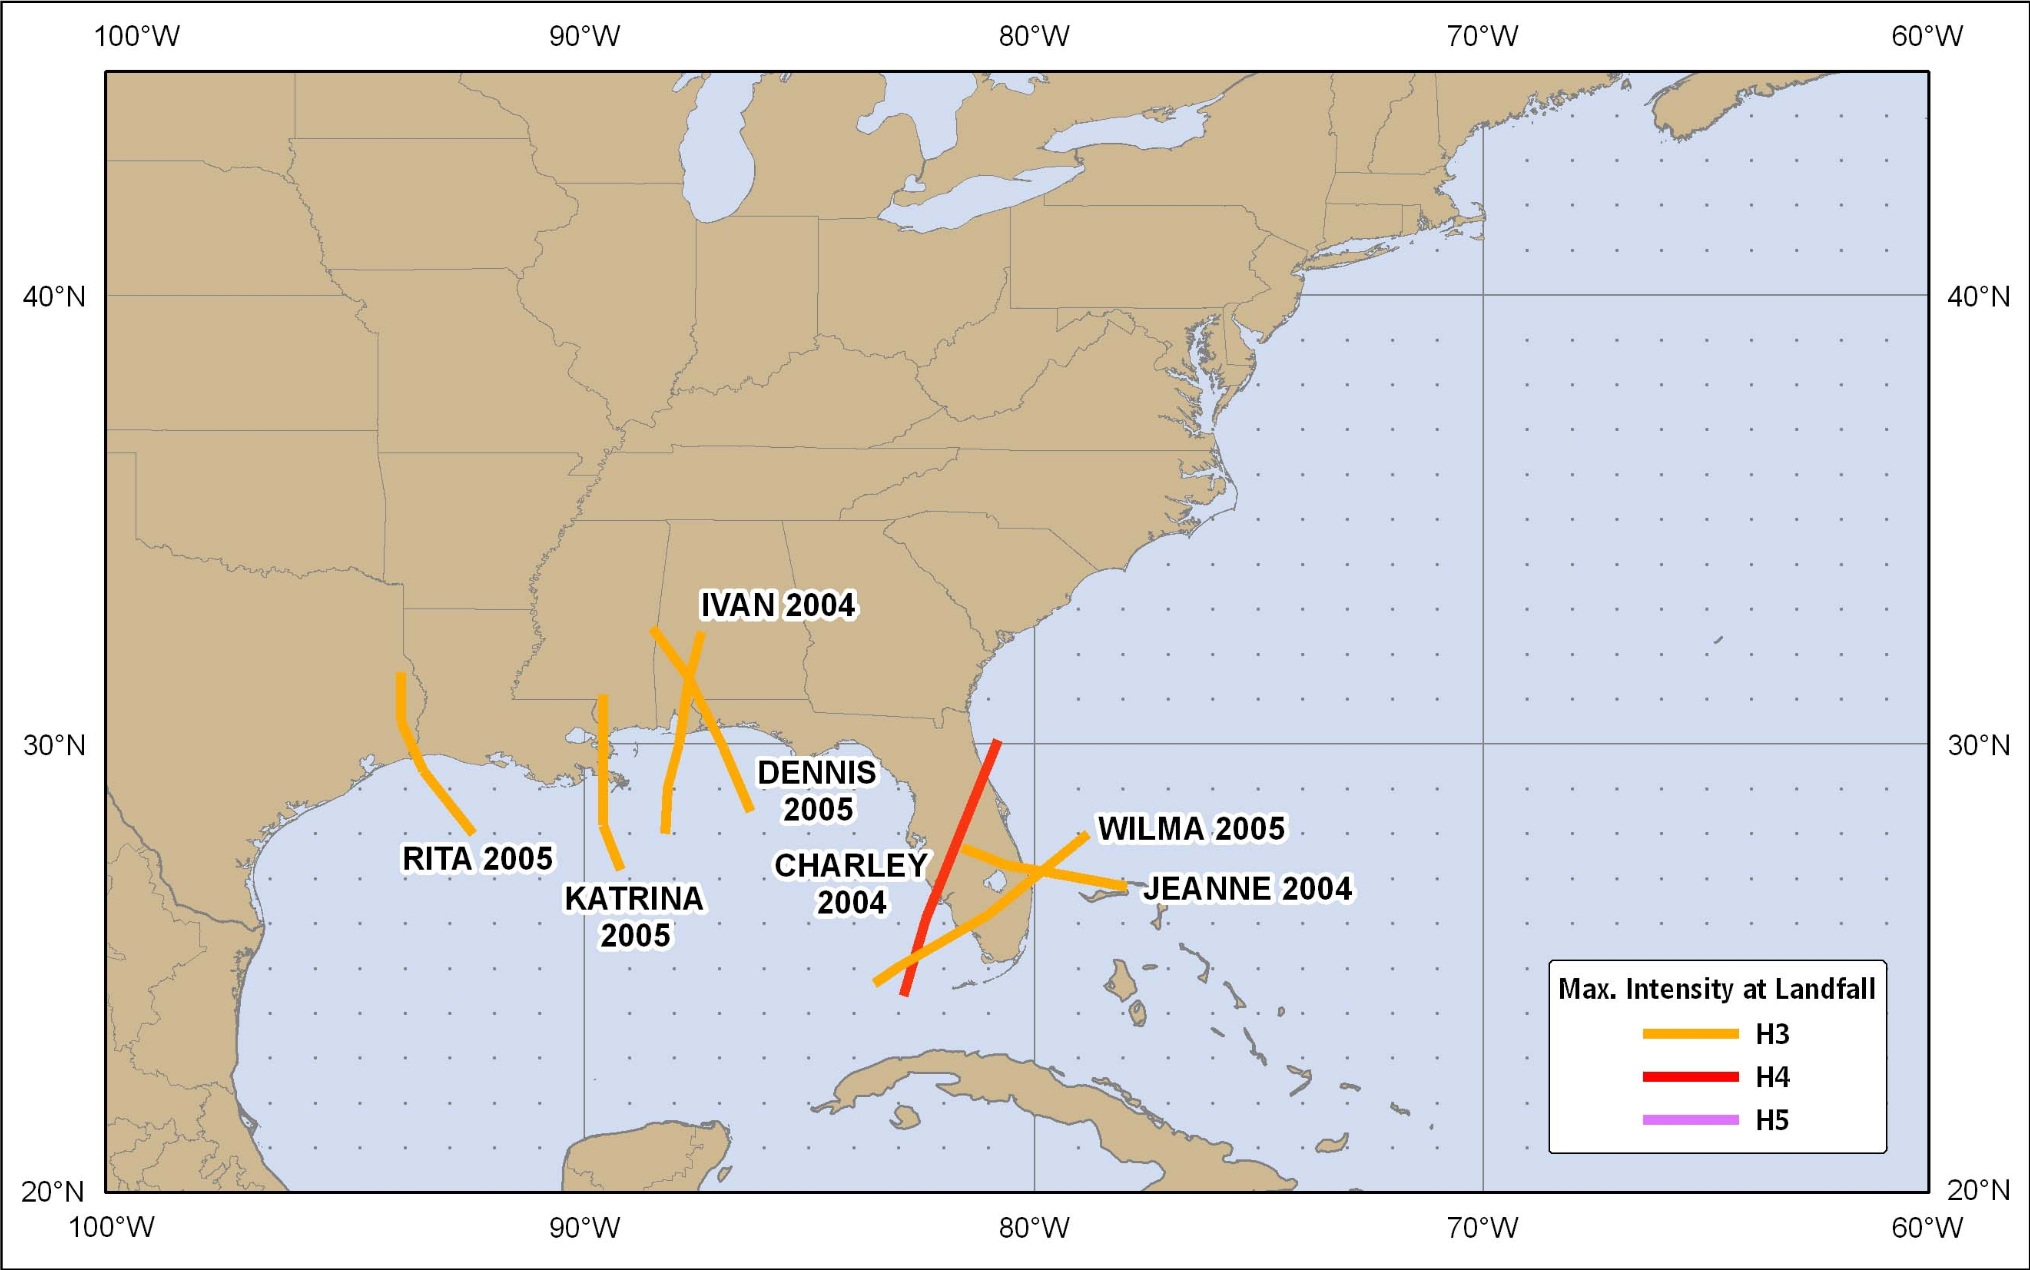 100°W 90°W 80°W 70°W 60°W
40°N 40°N
IVAN 2004
30°N 30°N
DENNIS
2005
WILMA 2005
RITA 2005
CHARLEY
2004
JEANNE 2004
KATRINA
2005
Max. Intensity at Landfall
H3
H4
H5
20°N 20°N
100°W 90°W 80°W 70°W 60°W